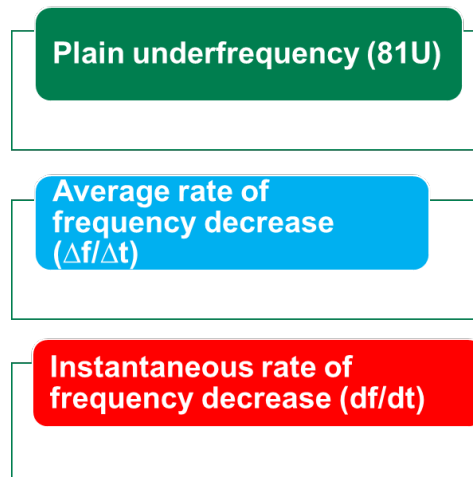 Plain underfrequency (81U)
Average rate of
frequency decrease
(Δf/Δt)
Instantaneous rate of
frequency decrease (df/dt)